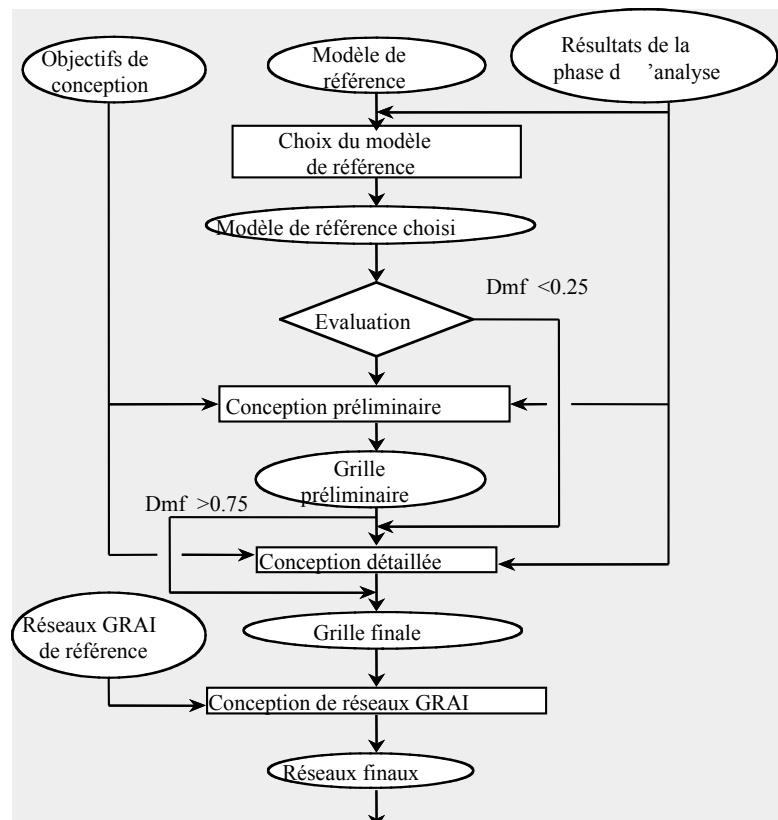 Objectifs de
conception
Modèle de
référence
Résultats de la
phase d ’analyse
Choix du modèle
de référence
Modèle de référence choisi
Dmf <0.25
Evaluation
Conception préliminaire
Grille
préliminaire
Dmf >0.75
Conception détaillée
Réseaux GRAI
de référence
Grille finale
Conception de réseaux GRAI
Réseaux finaux